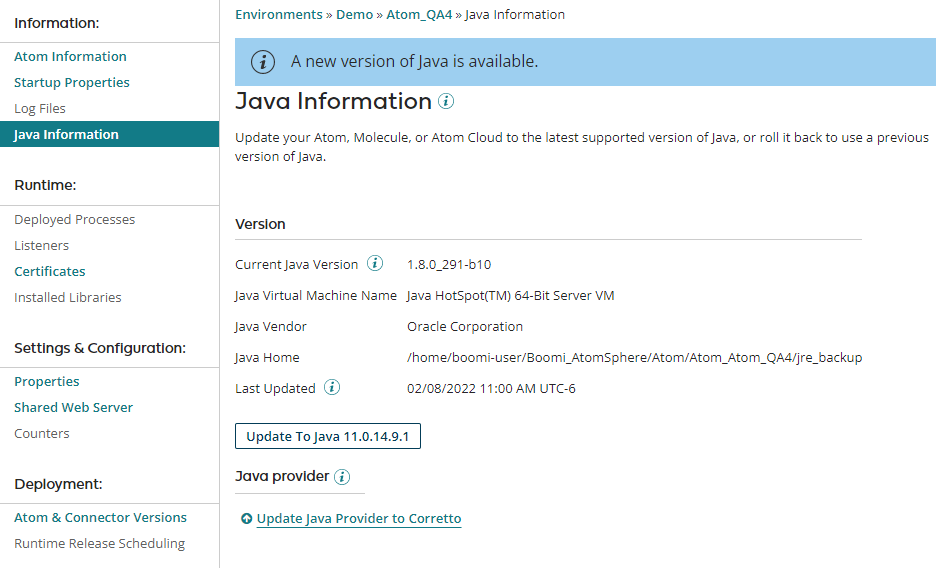 Information:
Atom Information
Startup Properties
Log Files
Java Information
Runtime:
Deployed Processes
Listeners
Certificates
Installed Libraries
Settings & Configuration:
Properties
Shared Web Server
Counters
Deployment:
Atom & Connector Versions
Runtime Release Scheduling
Environments » Demo » Atom_QA4 » Java Information
A new version of Java is available.
Java Information
Update your Atom, Molecule, or Atom Cloud to the latest supported version of Java, or roll it back to use a previous
version of Java.
Version
Current Java Version 1.8.0_291-b10
Java Virtual Machine Name Java HotSpot(TM) 64-Bit Server VM
Java Vendor Oracle Corporation
Java Home /home/boomi-user/Boomi_AtomSphere/Atom/Atom_Atom_QA4/jre_backup
Last Updated 02/08/2022 11:00 AM UTC-6
Update To Java 11.0.14.9.1
Java provider
Update Java Provider to Corretto